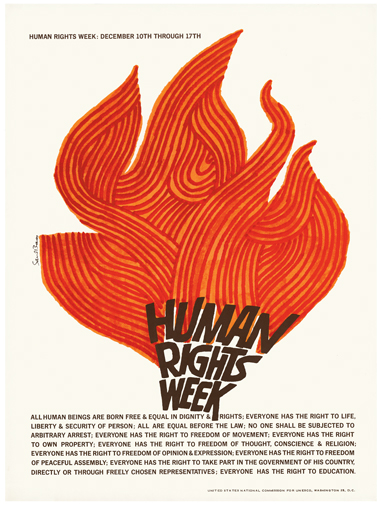 HUMAN RIGHTS WEEK: DECEMBER 10TH THROUGH 17TH
Saul Bass
HUMAN
RIGHTS
WEEK
ALL HUMAN BEINGS ARE BORN FREE & EQUAL IN DIGNITY & RIGHTS; EVERYONE HAS THE RIGHT TO LIFE,
LIBERTY & SECURITY OF PERSON; ALL ARE EQUAL BEFORE THE LAW; NO ONE SHALL BE SUBJECTED TO
ARBITRARY ARREST; EVERYONE HAS THE RIGHT TO FREEDOM OF MOVEMENT; EVERYONE HAS THE RIGHT
TO OWN PROPERTY; EVERYONE HAS THE RIGHT TO FREEDOM OF THOUGHT, CONSCIENCE & RELIGION;
EVERYONE HAS THE RIGHT TO FREEDOM OF OPINION & EXPRESSION; EVERYONE HAS THE RIGHT TO FREEDOM
OF PEACEFUL ASSEMBLY; EVERYONE HAS THE RIGHT TO TAKE PART IN THE GOVERNMENT OF HIS COUNTRY,
DIRECTLY OR THROUGH FREELY CHOSEN REPRESENTATIVES; EVERYONE HAS THE RIGHT TO EDUCATION.
UNITED STATES NATIONAL COMMISSION FOR UNESCO, WASHINGTON 25, D.C.